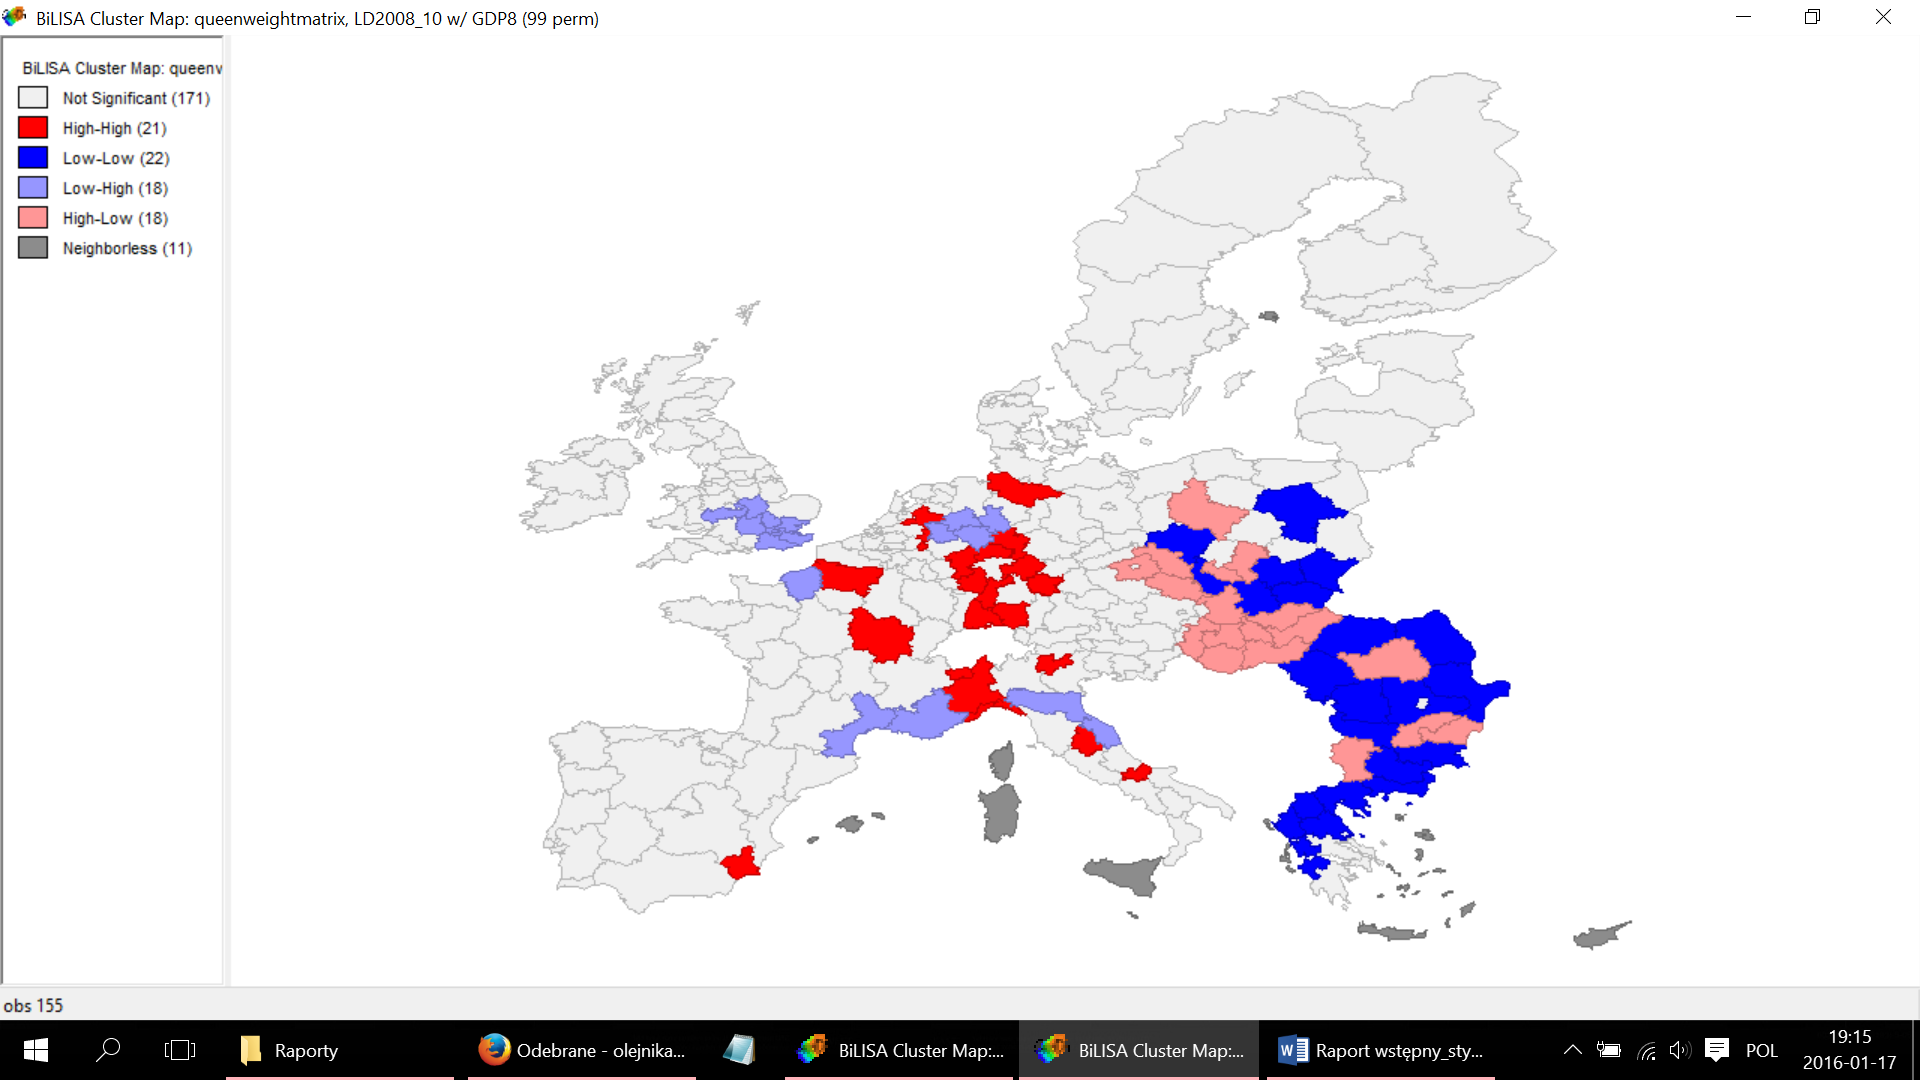 BiLISA Cluster Map: queenweightmatrix, LD2008_10 w/ GDP8 (99 perm)
BiLISA Cluster Map: queenw
Not Significant (171)
High-High (21)
Low-Low (22)
Low-High (18)
High-Low (18)
Neighborless (11)
obs 155
Raporty
Odebrane - olejnika...
BiLISA Cluster Map:...
BiLISA Cluster Map:...
Raport wstępny_sty...
POL
19:15
2016-01-17